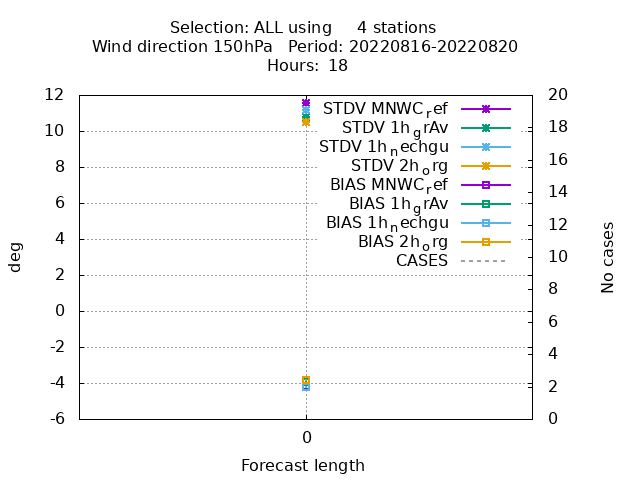 Selection: ALL using     4 stations
Wind direction 150hPa   Period: 20220816-20220820
Hours:  18
12
10
8
6
4
2
0
-2
-4
-6
deg
STDV MNWC_ref
STDV 1h_grAv
STDV 1h_nechgu
STDV 2h_org
BIAS MNWC_ref
BIAS 1h_grAv
BIAS 1h_nechgu
BIAS 2h_org
CASES
20
18
16
14
12
10
8
6
4
2
0
No cases
0
Forecast length